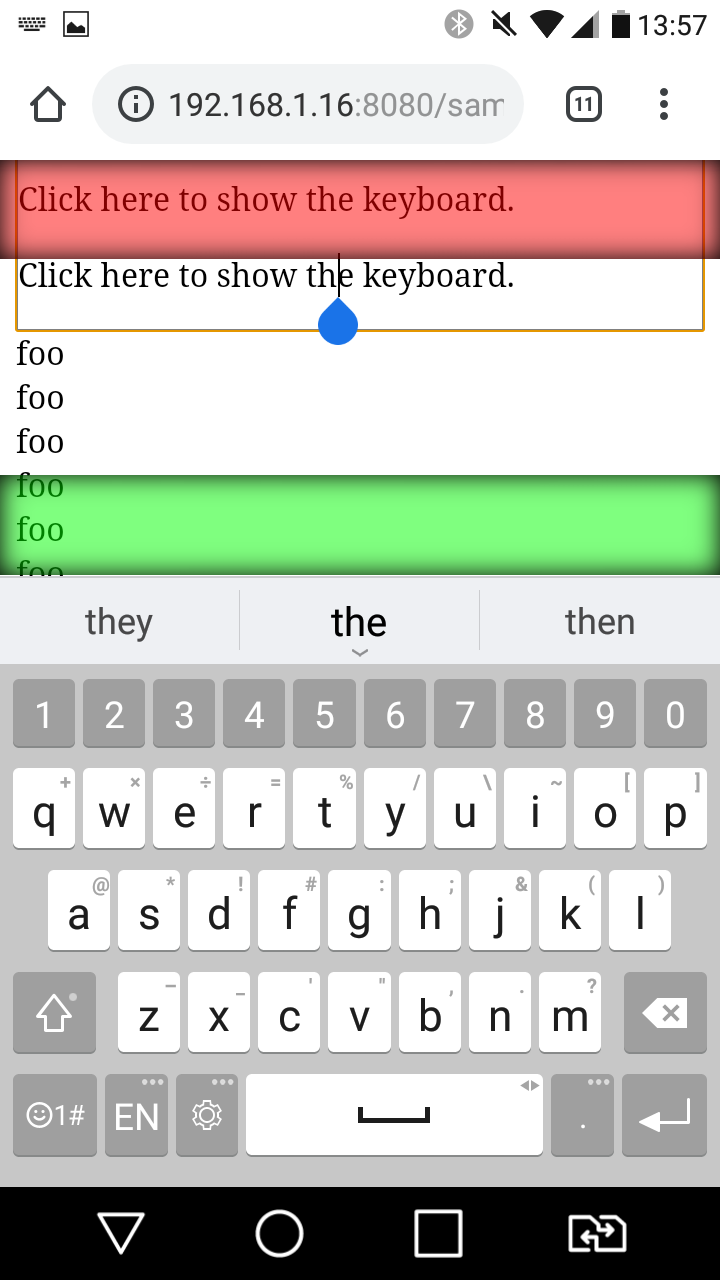 13:57
192.168.1.16:8080/sam
11
Click here to show the keyboard.
Click here to show the keyboard.
foo
foo
foo
foo
foo
foo
they the then
1 2 3 4 5 6 7 8 9 0
+ × ÷ = % / \ ~ [ ]
q w e r t y u i o p
@ * ! # : ; & ( )
a s d f g h j k l
– _ ' " , . ?
z x c v b n m
1# EN .